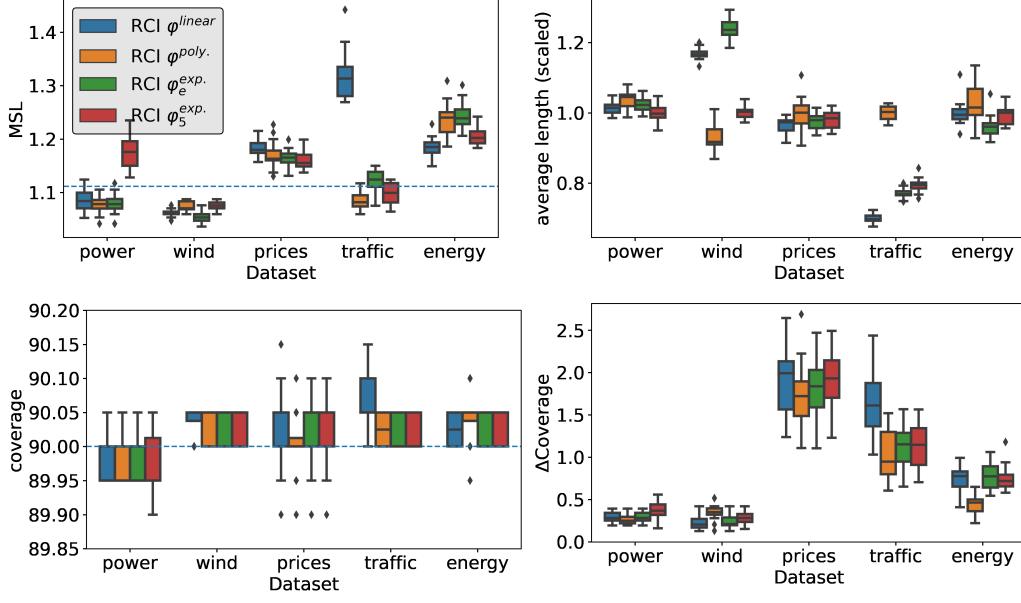 MSL
1.4
1.3
1.2
1.1
RCI φ^linear
RCI φ^poly.
RCI φ_e^exp.
RCI φ_5^exp.
power wind prices traffic energy
Dataset
average length (scaled)
1.2
1.0
0.8
power wind prices traffic energy
Dataset
coverage
90.20
90.15
90.10
90.05
90.00
89.95
89.90
89.85
power wind prices traffic energy
Dataset
ΔCoverage
2.5
2.0
1.5
1.0
0.5
0.0
power wind prices traffic energy
Dataset